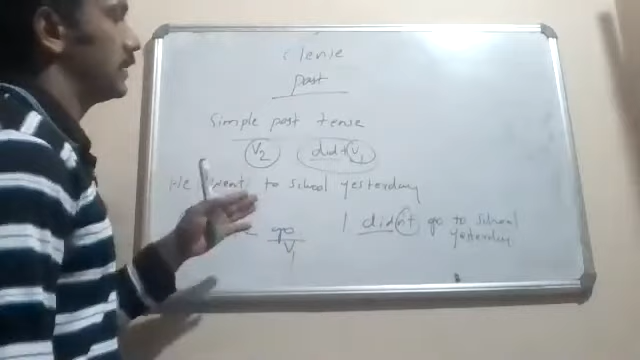 past
Simple past tense
V2 did+V1
He went to school yesterday
go
V1
I didn't go to school
yesterday